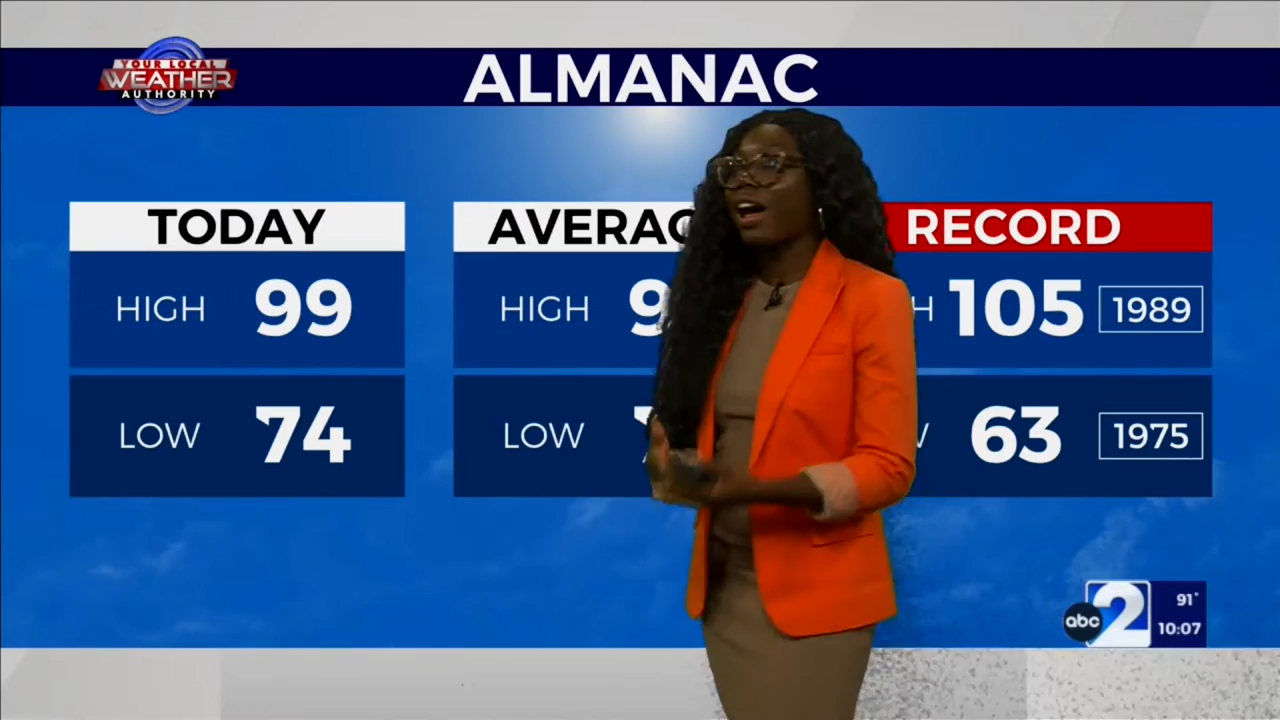 YOUR LOCAL
WEATHER
AUTHORITY
ALMANAC
TODAY
HIGH 99
LOW 74
HIGH
LOW
RECORD
105 1989
63 1975
abc 2
91°
10:07